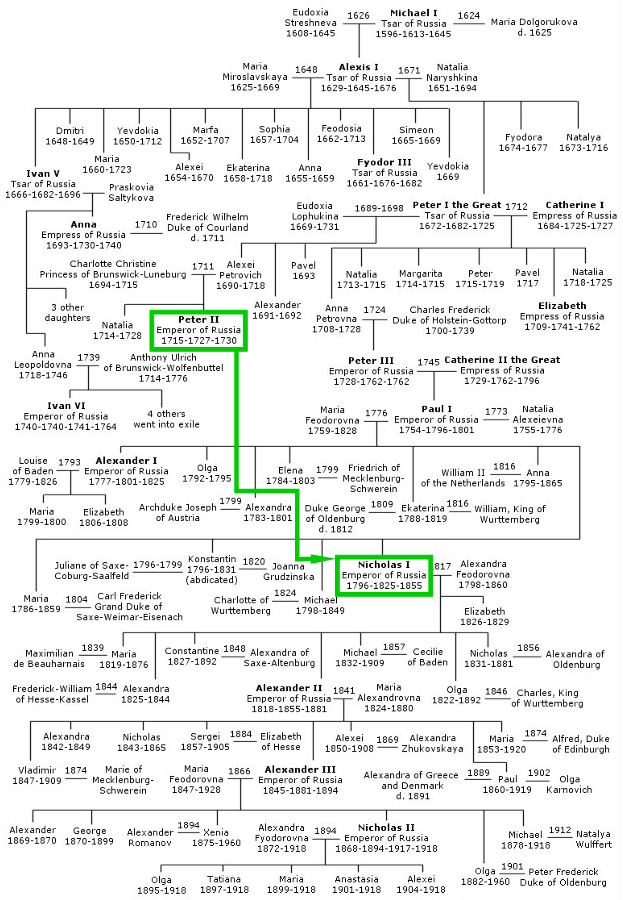 Eudoxia
Streshneva
1608-1645
1626
Michael I
Tsar of Russia
1596-1613-1645
1624
Maria Dolgorukova
d. 1625
Maria
Miroslavskaya
1625-1669
1648
Alexis I
Tsar of Russia
1629-1645-1676
1671
Natalia
Naryshkina
1651-1694
Dmitri
1648-1649
Yevdokia
1650-1712
Marfa
1652-1707
Sophia
1657-1704
Feodosia
1662-1713
Simeon
1665-1669
Fyodora
1674-1677
Natalya
1673-1716
Maria
1660-1723
Alexei
1654-1670
Ekaterina
1658-1718
Anna
1655-1659
Fyodor III
Tsar of Russia
1661-1676-1682
Yevdokia
1669
Ivan V
Tsar of Russia
1666-1682-1696
Praskovia
Saltykova
Eudoxia
Lophukina
1669-1731
1689-1698
Peter I the Great
Tsar of Russia
1672-1682-1725
1712
Catherine I
Empress of Russia
1684-1725-1727
Anna
Empress of Russia
1693-1730-1740
1710
Frederick Wilhelm
Duke of Courland
d. 1711
Charlotte Christine
Princess of Brunswick-Luneburg
1694-1715
1711
Alexei
Petrovich
1690-1718
Pavel
1693
Alexander
1691-1692
Natalia
1713-1715
Margarita
1714-1715
Peter
1715-1719
Pavel
1717
Natalia
1718-1725
Elizabeth
Empress of Russia
1709-1741-1762
3 other
daughters
Natalia
1714-1728
Peter II
Emperor of Russia
1715-1727-1730
Anna
Petrovna
1708-1728
1724
Charles Frederick
Duke of Holstein-Gottorp
1700-1739
Anna
Leopoldovna
1718-1746
1739
Anthony Ulrich
of Brunswick-Wolfenbuttel
1714-1776
Peter III
Emperor of Russia
1728-1762-1762
1745
Catherine II the Great
Empress of Russia
1729-1762-1796
Ivan VI
Emperor of Russia
1740-1740-1741-1764
4 others
went into exile
Maria
Feodorovna
1759-1828
1776
Paul I
Emperor of Russia
1754-1796-1801
1773
Natalia
Alexeievna
1755-1776
Louise
of Baden
1779-1826
1793
Alexander I
Emperor of Russia
1777-1801-1825
Olga
1792-1795
Elena
1784-1803
1799
Friedrich of
Mecklenburg-
Schwerein
William II
of the Netherlands
1816
Anna
1795-1865
Maria
1799-1800
Elizabeth
1806-1808
Archduke Joseph
of Austria
1799
Alexandra
1783-1801
Duke George
of Oldenburg
d. 1812
1809
Ekaterina
1788-1819
1816
William, King of
Wurttemberg
Juliane of Saxe-
Coburg-Saalfeld
1796-1799
Konstantin
1796-1831
(abdicated)
1820
Joanna
Grudzinska
Nicholas I
Emperor of Russia
1796-1825-1855
817
Alexandra
Feodorovna
1798-1860
Maria
1786-1859
1804
Carl Frederick
Grand Duke of
Saxe-Weimar-Eisenach
Charlotte of
Wurttemberg
1824
Michael
1798-1849
Elizabeth
1826-1829
Maximilian
de Beauharnais
1839
Maria
1819-1876
Constantine
1827-1892
1848
Alexandra of
Saxe-Altenburg
Michael
1832-1909
1857
Cecilie
of Baden
Nicholas
1831-1881
1856
Alexandra of
Oldenburg
Frederick-William
of Hesse-Kassel
1844
Alexandra
1825-1844
Alexander II
Emperor of Russia
1818-1855-1881
1841
Maria
Alexandrovna
1824-1880
Olga
1822-1892
1846
Charles, King
of Wurttemberg
Alexandra
1842-1849
Nicholas
1843-1865
Sergei
1857-1905
1884
Elizabeth
of Hesse
Alexei
1850-1908
1869
Alexandra
Zhukovskaya
Maria
1853-1920
1874
Alfred, Duke
of Edinburgh
Vladimir
1847-1909
1874
Marie of
Mecklenburg-
Schwerein
Maria
Feodorovna
1847-1928
1866
Alexander III
Emperor of Russia
1845-1881-1894
Alexandra of Greece
and Denmark
d. 1891
1889
Paul
1860-1919
1902
Olga
Karnovich
Alexander
1869-1870
George
1870-1899
Alexander
Romanov
1894
Xenia
1875-1960
Alexandra
Fyodorovna
1872-1918
1894
Nicholas II
Emperor of Russia
1868-1894-1917-1918
Michael
1878-1918
1912
Natalya
Wulffert
Olga
1895-1918
Tatiana
1897-1918
Maria
1899-1918
Anastasia
1901-1918
Alexei
1904-1918
Olga
1882-1960
1901
Peter Frederick
Duke of Oldenburg